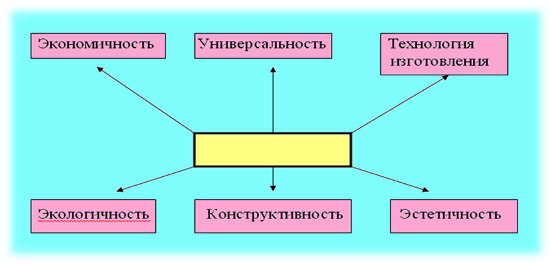 Экономичность
Универсальность
Технология
изготовления
Экологичность
Конструктивность
Эстетичность